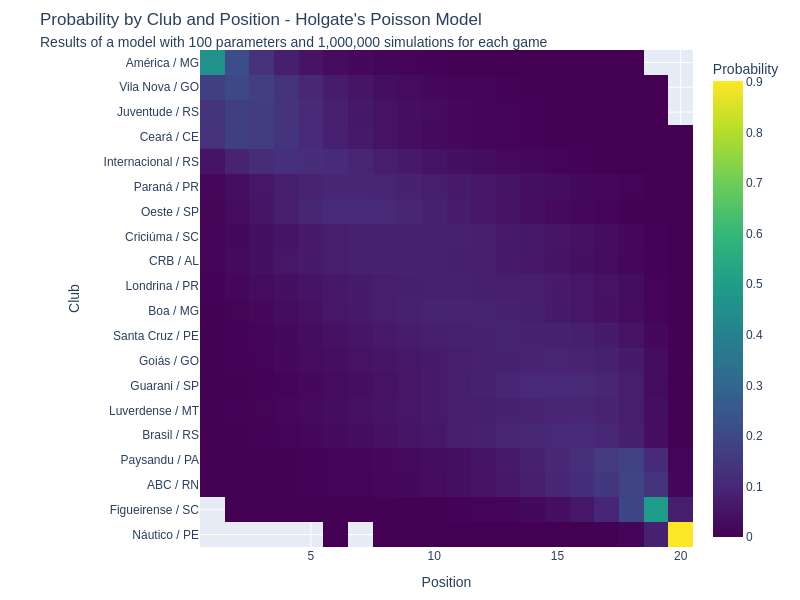 Probability by Club and Position - Holgate's Poisson Model
Results of a model with 100 parameters and 1,000,000 simulations for each game
Probability
América / MG
Vila Nova / GO
Juventude / RS
Ceará / CE
Internacional / RS
Paraná / PR
Oeste / SP
Criciúma / SC
CRB / AL
Londrina / PR
Boa / MG
Santa Cruz / PE
Goiás / GO
Guarani / SP
Luverdense / MT
Brasil / RS
Paysandu / PA
ABC / RN
Figueirense / SC
Náutico / PE
Club
5
10
15
20
Position
0.9
0.8
0.7
0.6
0.5
0.4
0.3
0.2
0.1
0